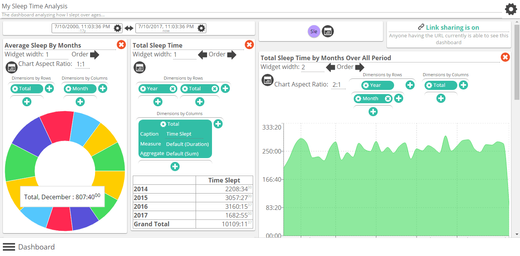 My Sleep Time Analysis
The dashboard analyzing how I slept over ages...
7/10/2000, 11:03:36 PM
7/10/2017, 11:03:36 PM
Link sharing is on
Anyone having the URL currently is able to see this dashboard
Average Sleep By Months
Widget width: 1 Order
Chart Aspect Ratio: 1:1
Dimensions by Rows
Total
Dimensions by Columns
Month
Total, December : 807:40
Total Sleep Time
Widget width: 1 Order
Dimensions by Rows
Year
Total
Dimensions by Columns
Total
Caption Time Slept
Measure Default (Duration)
Aggregate Default (Sum)
Time Slept
2014 2208:34
2015 3057:27
2016 3160:15
2017 1682:55
Grand Total 10109:11
Total Sleep Time by Months Over All Period
Widget width: 2 Order
Chart Aspect Ratio: 2:1
Dimensions by Rows
Year
Month
Dimensions by Columns
Total
333:20
250:00
166:40
83:20
0:00
Dashboard